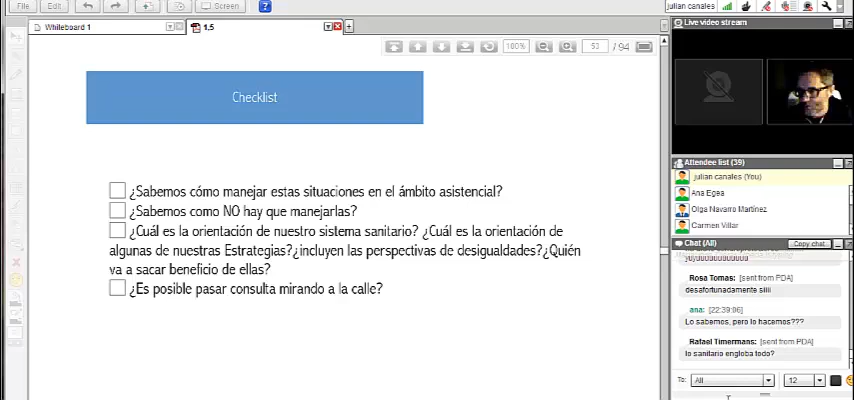 File
Edit
Screen
?
julian canales
Whiteboard 1
1,5
100%
53 / 94
Live video stream
Checklist
¿Sabemos cómo manejar estas situaciones en el ámbito asistencial?
¿Sabemos como NO hay que manejarlas?
¿Cuál es la orientación de nuestro sistema sanitario? ¿Cuál es la orientación de
algunas de nuestras Estrategias?¿incluyen las perspectivas de desigualdades?¿Quién
va a sacar beneficio de ellas?
¿Es posible pasar consulta mirando a la calle?
Attendee list (39)
julian canales (You)
Ana Egea
Olga Navarro Martínez
Carmen Villar
Chat (All)
Copy chat...
Rosa Tomas: [sent from PDA]
desafortunadamente siiii
ana: [22:39:06]
Lo sabemos, pero lo hacemos???
Rafael Timermans: [sent from PDA]
lo sanitario engloba todo?
To: All
12